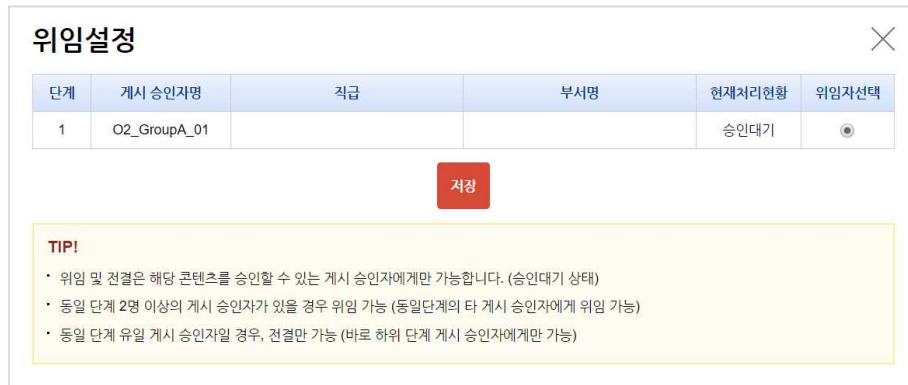 위임설정
단계 게시 승인자명 직급 부서명 현재처리현황 위임자선택
1 O2_GroupA_01 승인대기
저장
TIP!
· 위임 및 전결은 해당 콘텐츠를 승인할 수 있는 게시 승인자에게만 가능합니다. (승인대기 상태)
· 동일 단계 2명 이상의 게시 승인자가 있을 경우 위임 가능 (동일단계의 타 게시 승인자에게 위임 가능)
· 동일 단계 유일 게시 승인자일 경우, 전결만 가능 (바로 하위 단계 게시 승인자에게만 가능)